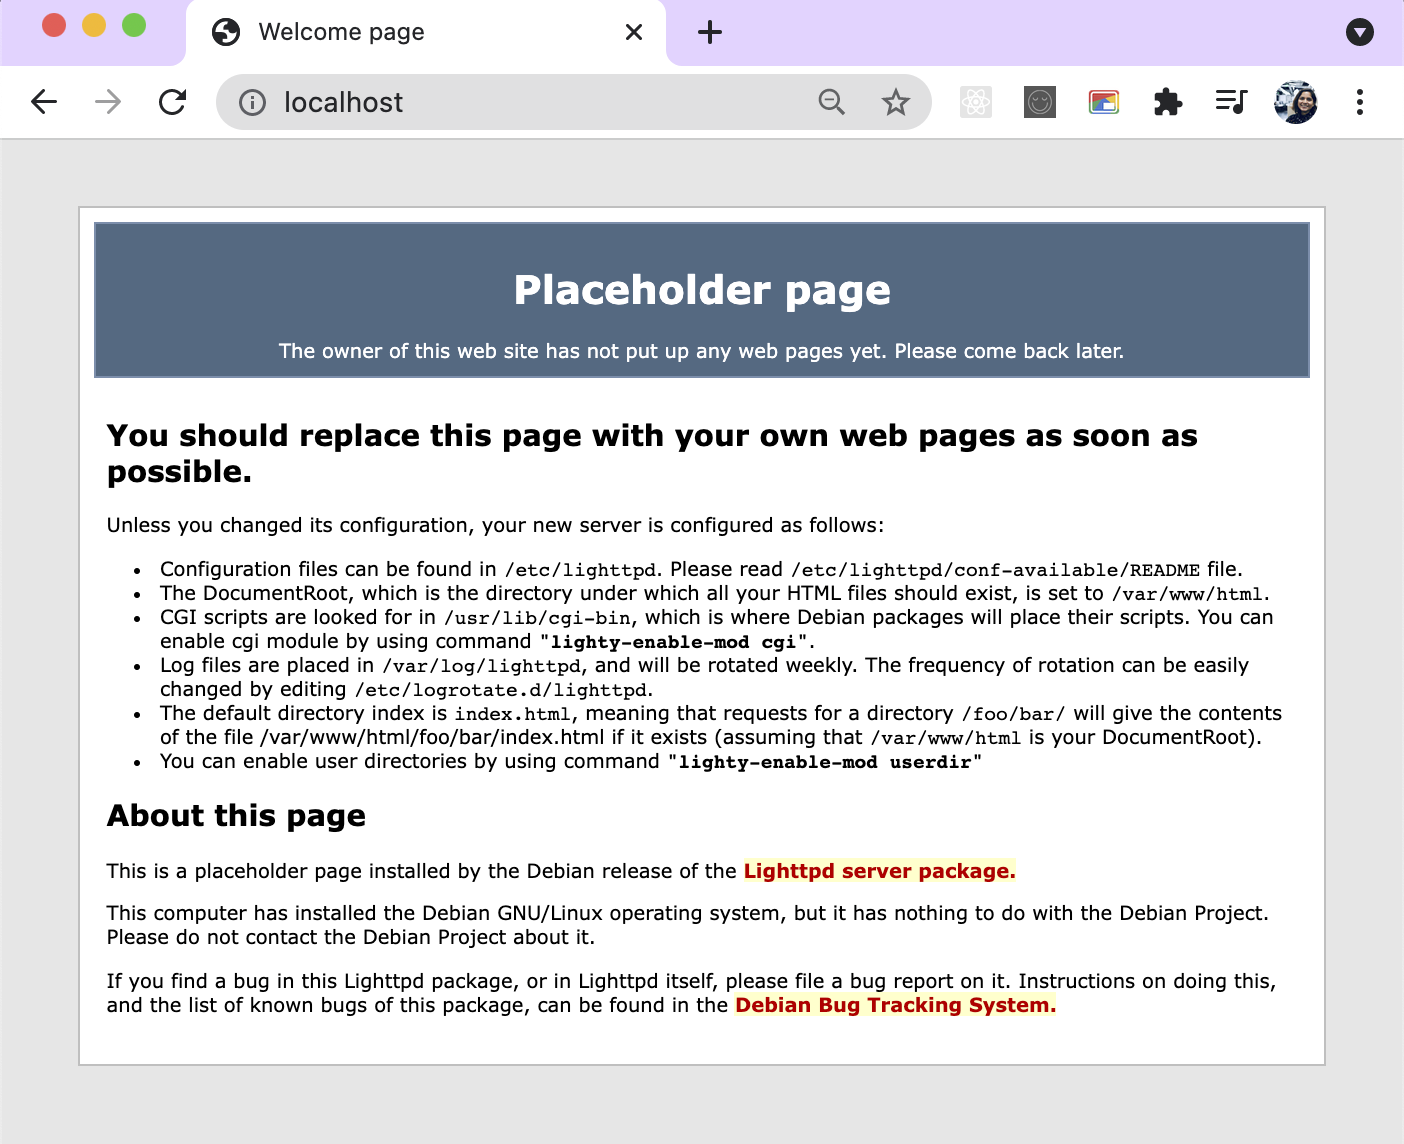 Welcome page
localhost
Placeholder page
The owner of this web site has not put up any web pages yet. Please come back later.
You should replace this page with your own web pages as soon as
possible.
Unless you changed its configuration, your new server is configured as follows:
• Configuration files can be found in /etc/lighttpd. Please read /etc/lighttpd/conf-available/README file.
• The DocumentRoot, which is the directory under which all your HTML files should exist, is set to /var/www/html.
• CGI scripts are looked for in /usr/lib/cgi-bin, which is where Debian packages will place their scripts. You can
enable cgi module by using command "lighty-enable-mod cgi".
• Log files are placed in /var/log/lighttpd, and will be rotated weekly. The frequency of rotation can be easily
changed by editing /etc/logrotate.d/lighttpd.
• The default directory index is index.html, meaning that requests for a directory /foo/bar/ will give the contents
of the file /var/www/html/foo/bar/index.html if it exists (assuming that /var/www/html is your DocumentRoot).
• You can enable user directories by using command "lighty-enable-mod userdir"
About this page
This is a placeholder page installed by the Debian release of the Lighttpd server package.
This computer has installed the Debian GNU/Linux operating system, but it has nothing to do with the Debian Project.
Please do not contact the Debian Project about it.
If you find a bug in this Lighttpd package, or in Lighttpd itself, please file a bug report on it. Instructions on doing this,
and the list of known bugs of this package, can be found in the Debian Bug Tracking System.